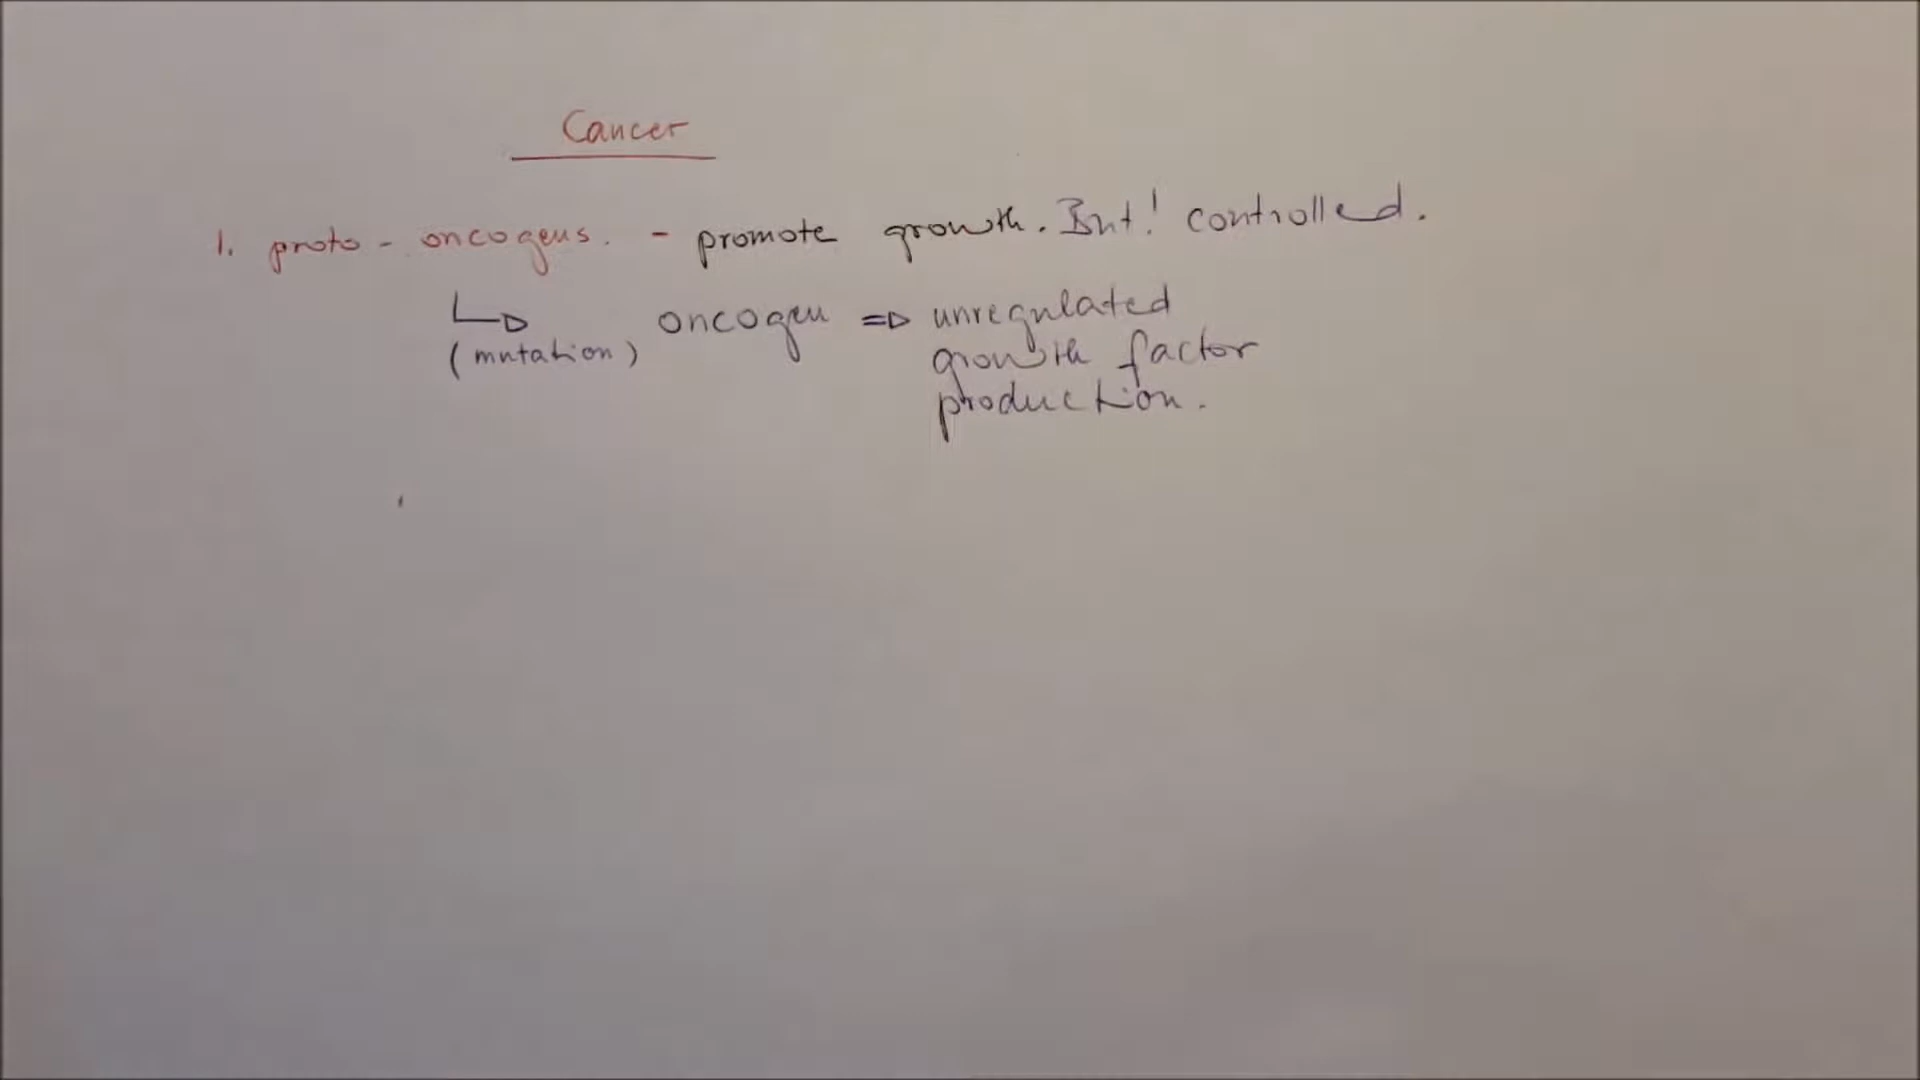 Cancer
1. proto - oncogens. - promote growth. But! controlled.
oncogen => unregulated
(mutation) growth factor
production.